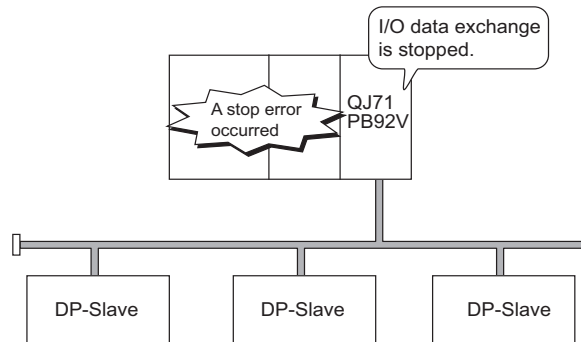 I/O data exchange
is stopped.
A stop error
occurred
QJ71
PB92V
DP-Slave
DP-Slave
DP-Slave